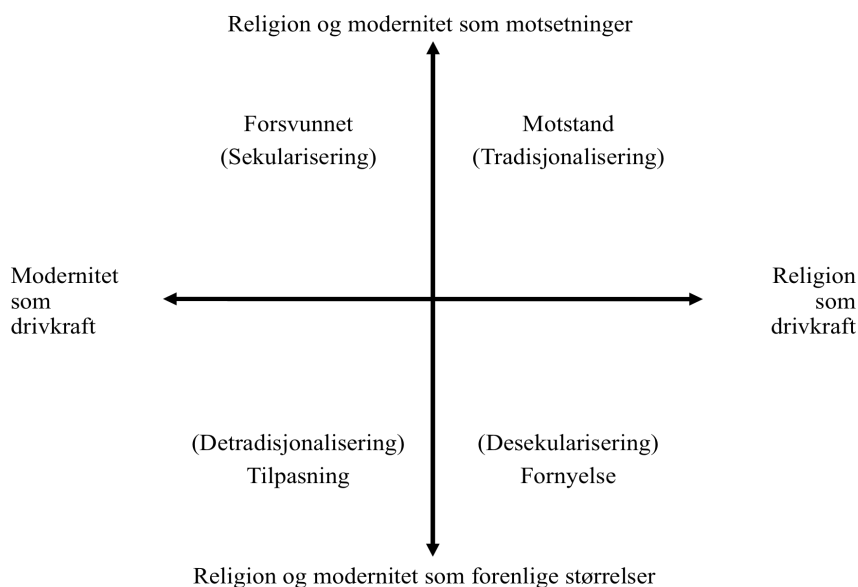 Religion og modernitet som motsetninger
Forsvunnet
(Sekularisering)
Motstand
(Tradisjonalisering)
Modernitet
som
drivkraft
Religion
som
drivkraft
(Detradisjonalisering)
Tilpasning
(Desekularisering)
Fornyelse
Religion og modernitet som forenlige størrelser